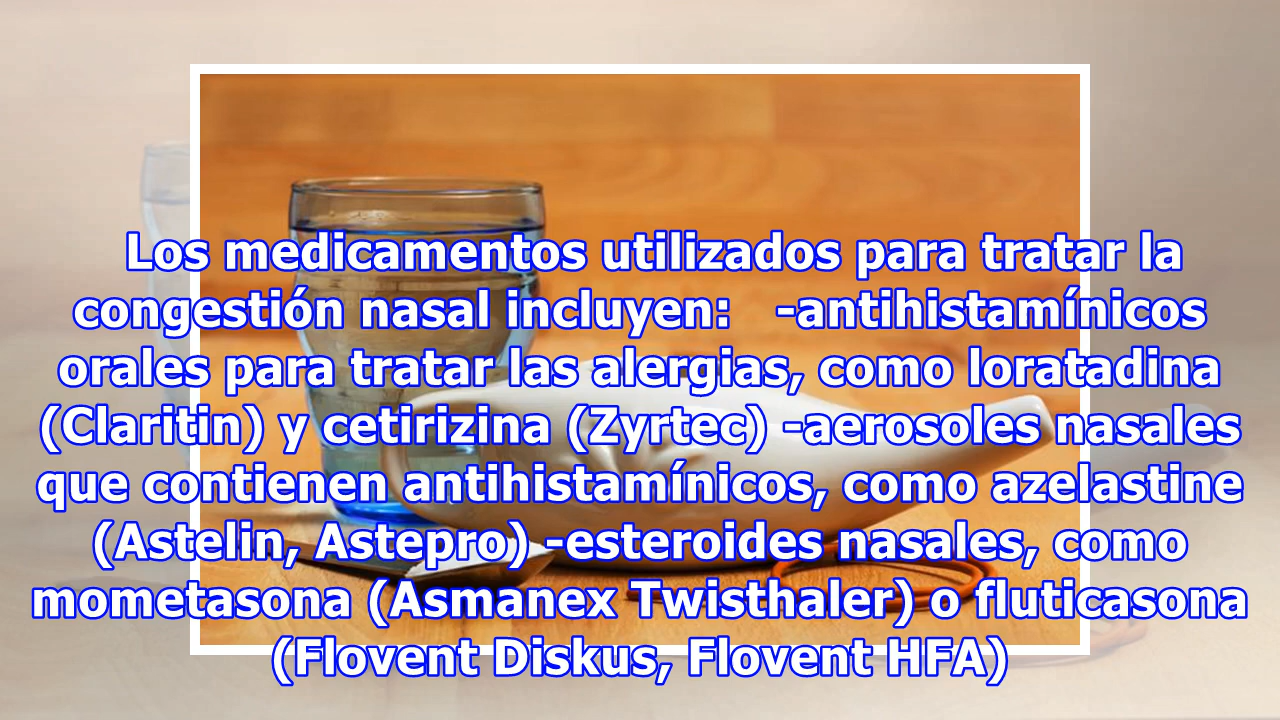 Los medicamentos utilizados para tratar la
congestión nasal incluyen:   -antihistamínicos
orales para tratar las alergias, como loratadina
(Claritin) y cetirizina (Zyrtec) -aerosoles nasales
que contienen antihistamínicos, como azelastine
(Astelin, Astepro) -esteroides nasales, como
mometasona (Asmanex Twisthaler) o fluticasona
(Flovent Diskus, Flovent HFA)